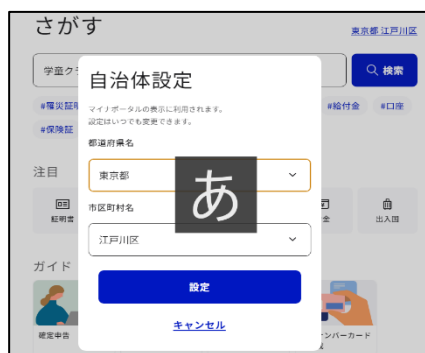 さがす
東京都江戸川区
学童ク
検索
自治体設定
#罹災証明
マイナポータルの表示に利用されます。
#給付金 #口座
設定はいつでも変更できます。
#保険証
都道府県名
東京都
あ
注目
市区町村名
証明書
江戸川区
金
出入国
ガイド
設定
キャンセル
確定申告
ンバーカード